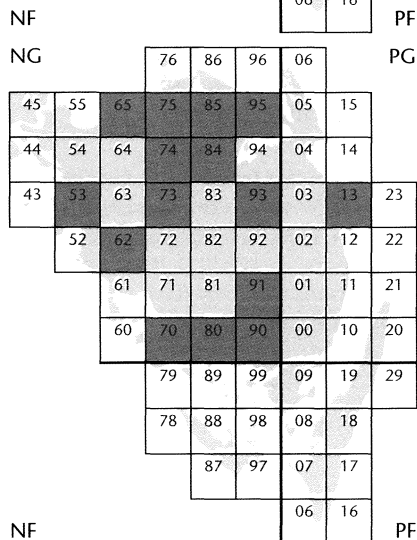 06 16
NF PF
NG 76 86 96 06 PG
45 55 65 75 85 95 05 15
44 54 64 74 84 94 04 14
43 53 63 73 83 93 03 13 23
52 62 72 82 92 02 12 22
61 71 81 91 01 11 21
60 70 80 90 00 10 20
79 89 99 09 19 29
78 88 98 08 18
87 97 07 17
06 16
NF PF